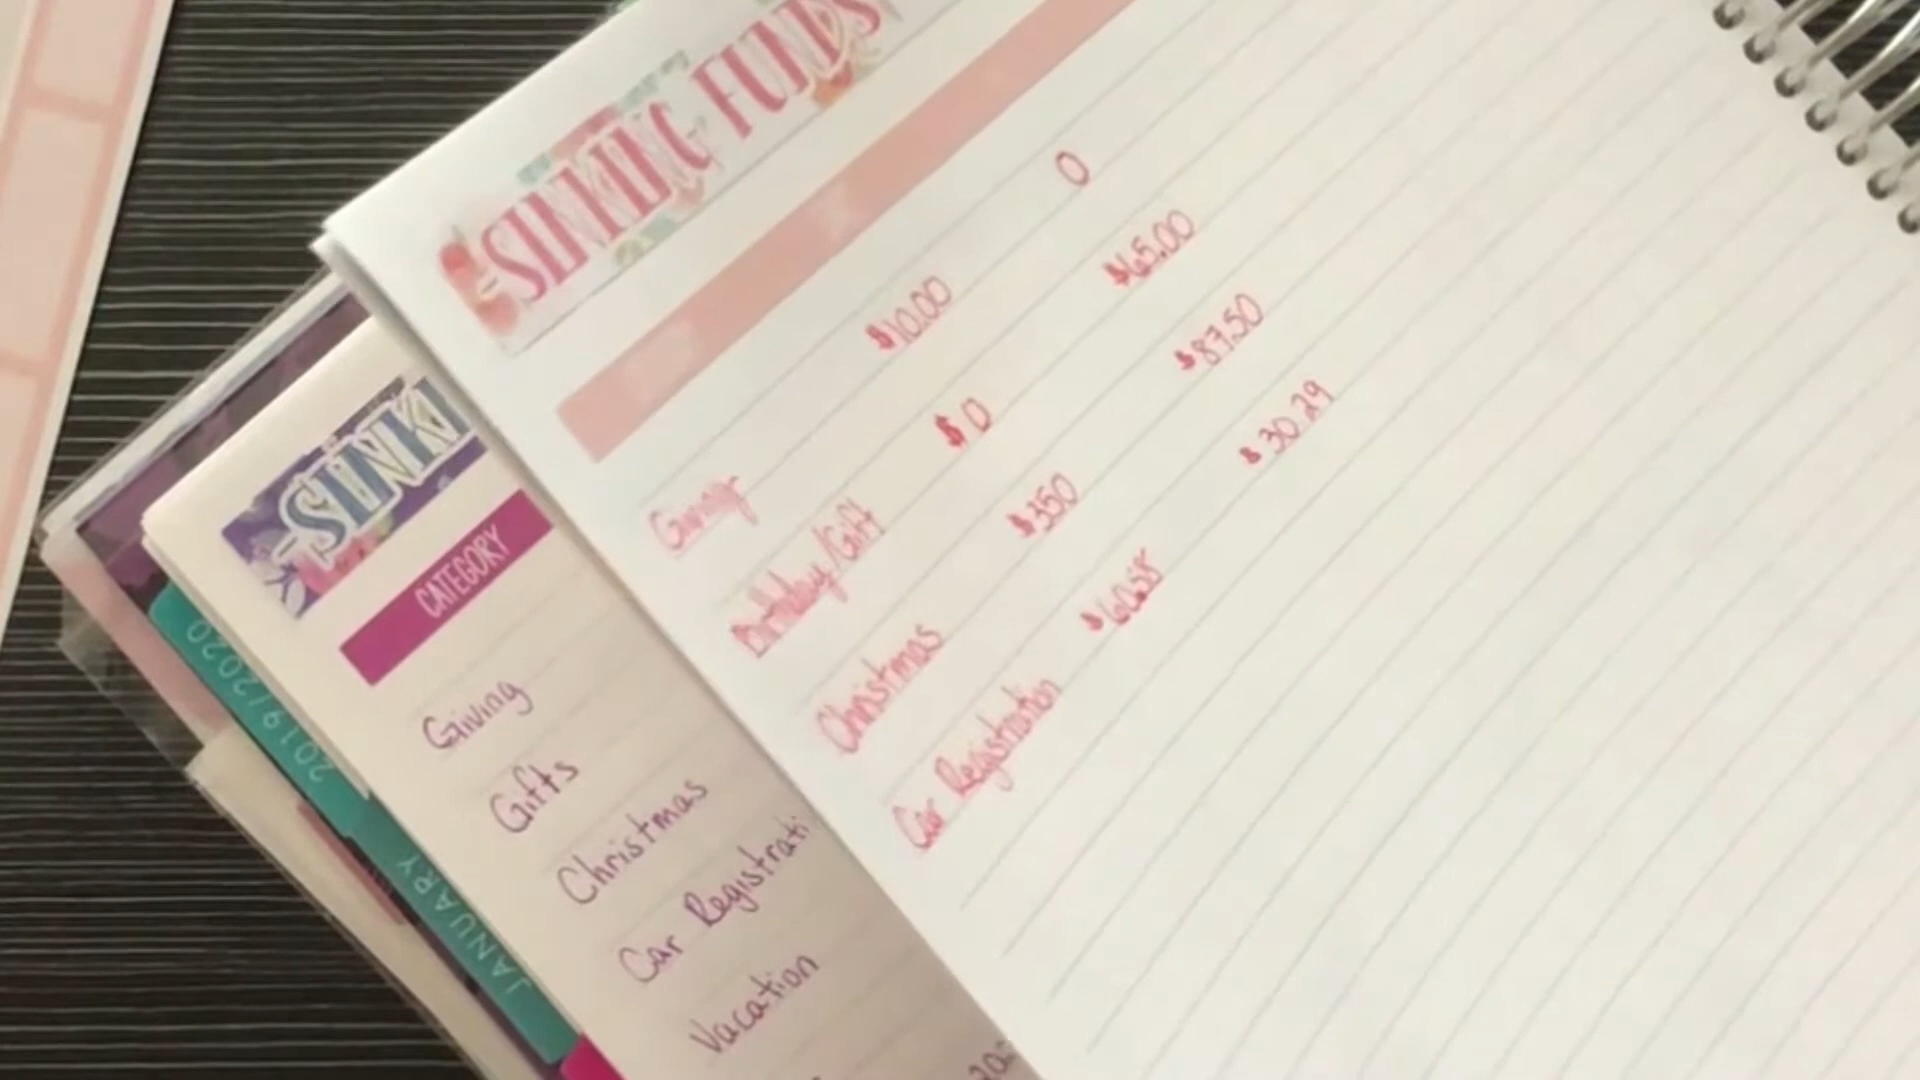 SINKING FUNDS
Giving $10.00 0
Birthday/Gift $0 $65.00
Christmas $350 $87.50
Car Registration $60.58 $30.29
SINKI
CATEGORY
Giving
Gifts
Christmas
Car Registrati
Vacation
2019/2020
JANUARY